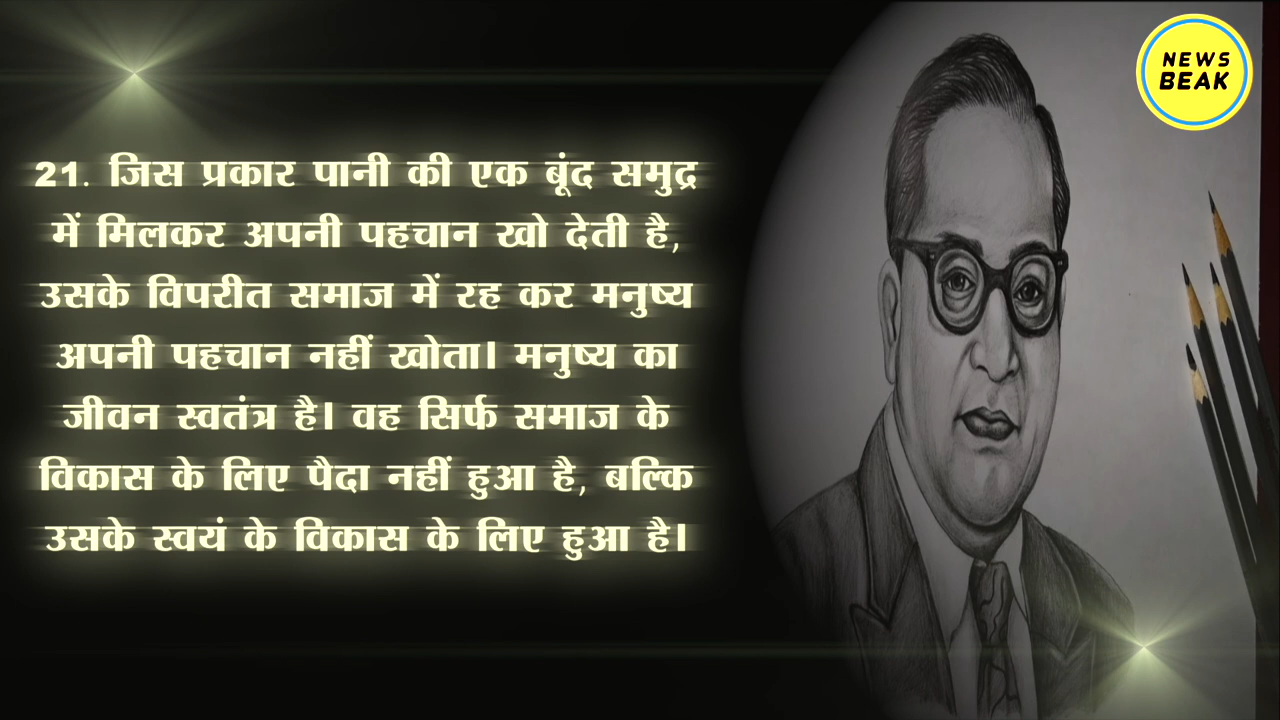 21. जिस प्रकार पानी की एक बूंद समुद्र
में मिलकर अपनी पहचान खो देती है,
उसके विपरीत समाज में रह कर मनुष्य
अपनी पहचान नहीं खोता। मनुष्य का
जीवन स्वतंत्र है। वह सिर्फ समाज के
विकास के लिए पैदा नहीं हुआ है, बल्कि
उसके स्वयं के विकास के लिए हुआ है।
NEWS
BEAK